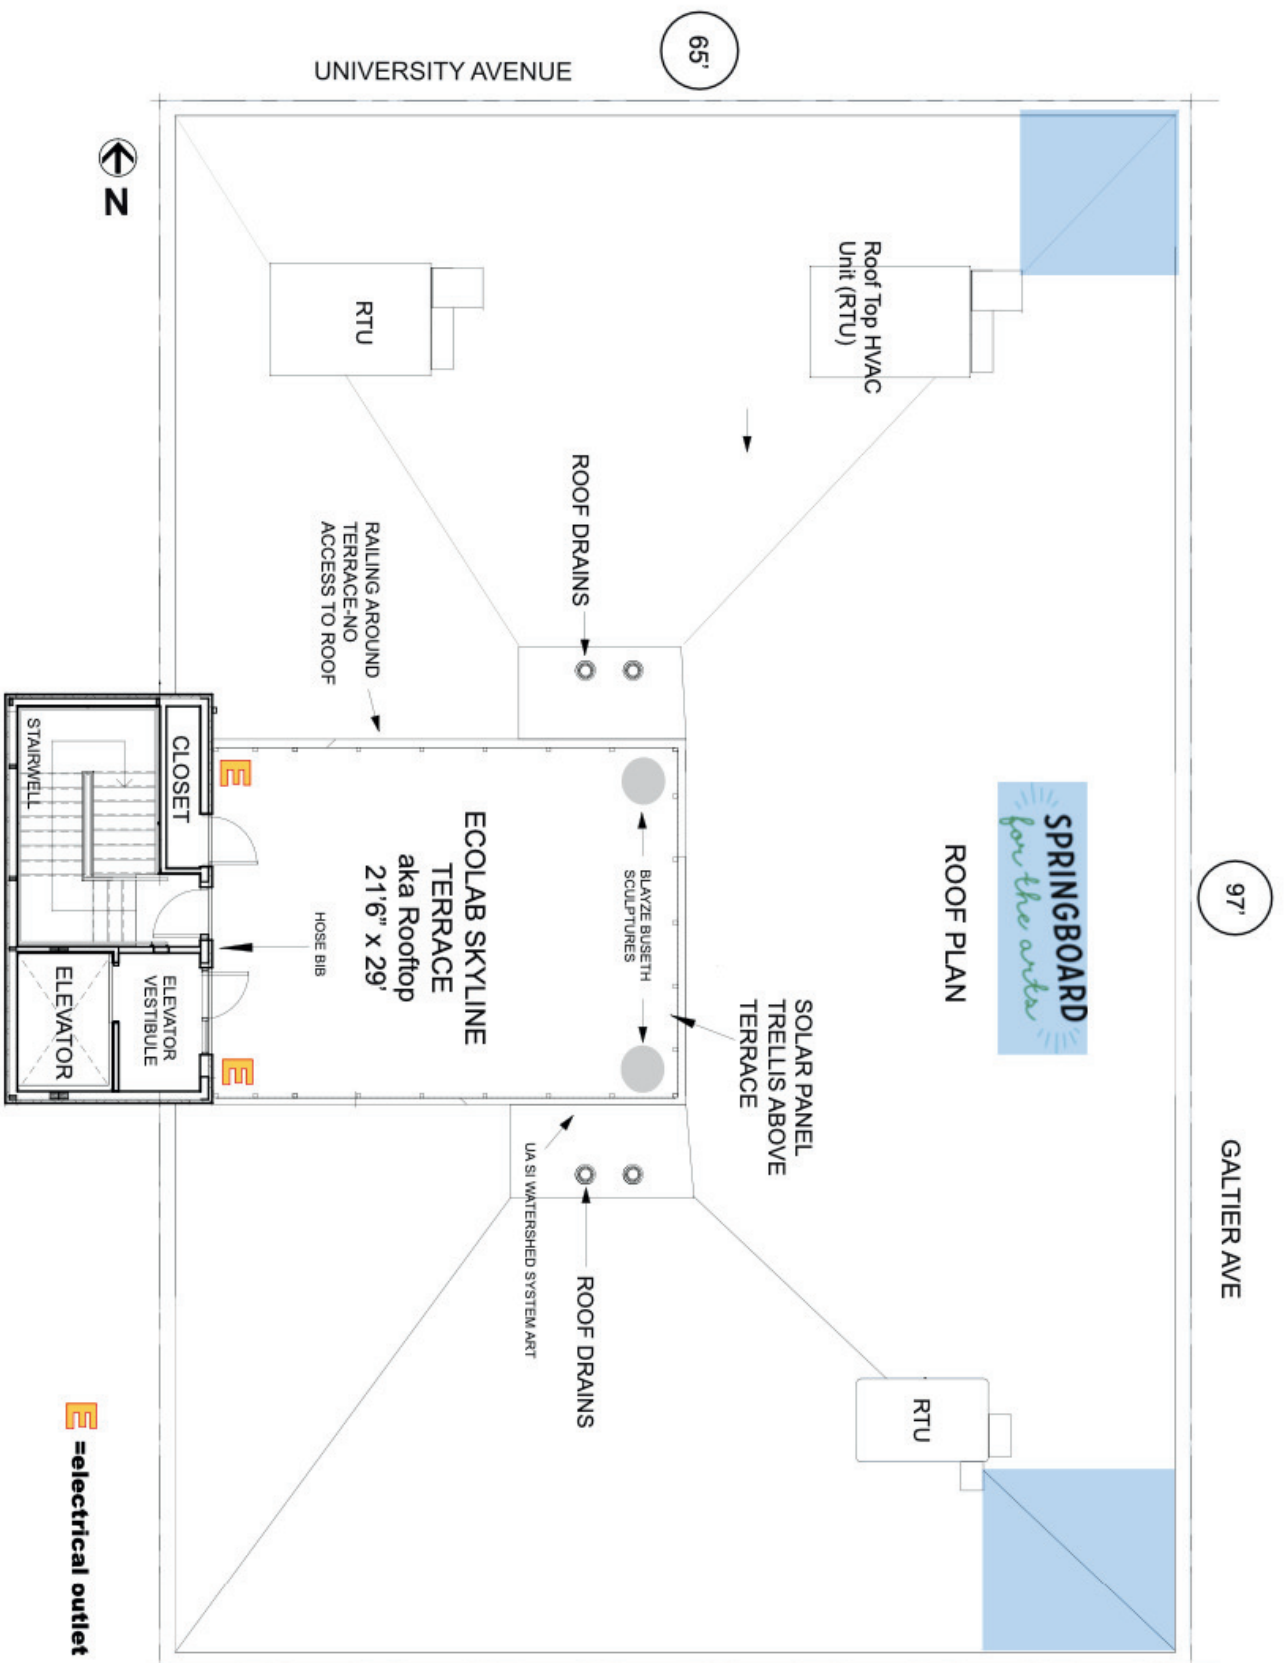 65'
UNIVERSITY AVENUE
N
Roof Top HVAC
Unit (RTU)
RTU
ROOF DRAINS
RAILING AROUND
TERRACE-NO
ACCESS TO ROOF
SPRINGBOARD
for the arts
97'
ROOF PLAN
GALTIER AVE
STAIRWELL
CLOSET
E
ECOLAB SKYLINE
TERRACE
aka Rooftop
21'6" x 29'
BLAYZE BUSETH
SCULPTURES
HOSE BIB
ELEVATOR
ELEVATOR
VESTIBULE
E
SOLAR PANEL
TRELLIS ABOVE
TERRACE
UA SI WATERSHED SYSTEM ART
ROOF DRAINS
RTU
E =electrical outlet